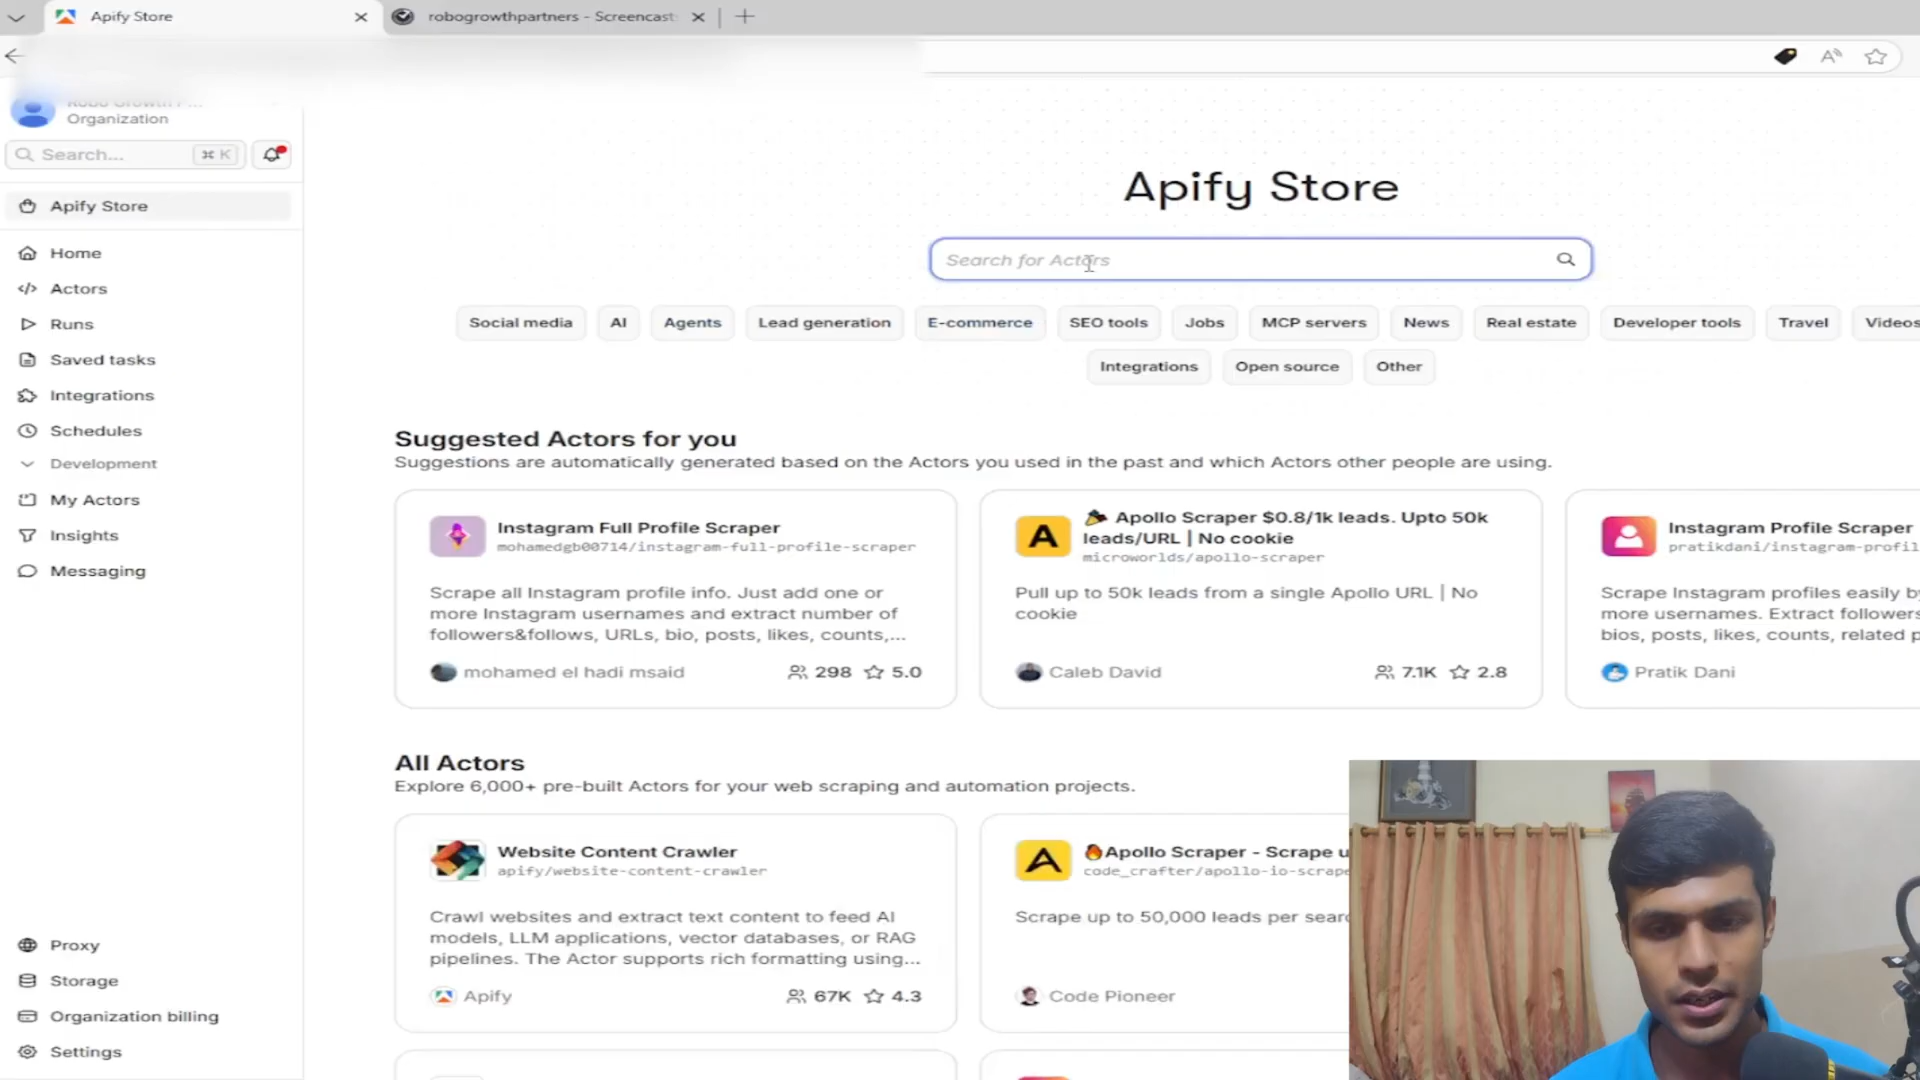 Apify Store
robogrowthpartners - Screencast
Organization
Search...
⌘ K
Apify Store
Home
Actors
Runs
Saved tasks
Integrations
Schedules
Development
My Actors
Insights
Messaging
Proxy
Storage
Organization billing
Settings
Apify Store
Search for Actors
Social media AI Agents Lead generation E-commerce SEO tools Jobs MCP servers News Real estate Developer tools Travel Videos
Integrations Open source Other
Suggested Actors for you
Suggestions are automatically generated based on the Actors you used in the past and which Actors other people are using.
Instagram Full Profile Scraper
mohamedgb00714/instagram-full-profile-scraper
Scrape all Instagram profile info. Just add one or
more Instagram usernames and extract number of
followers&follows, URLs, bio, posts, likes, counts,...
mohamed el hadi msaid 298 5.0
Apollo Scraper $0.8/1k leads. Upto 50k
leads/URL | No cookie
microworlds/apollo-scraper
Pull up to 50k leads from a single Apollo URL | No
cookie
Caleb David 7.1K 2.8
Instagram Profile Scraper
pratikdani/instagram-profil
Scrape Instagram profiles easily by
more usernames. Extract followers
bios, posts, likes, counts, related p
Pratik Dani
All Actors
Explore 6,000+ pre-built Actors for your web scraping and automation projects.
Website Content Crawler
apify/website-content-crawler
Crawl websites and extract text content to feed AI
models, LLM applications, vector databases, or RAG
pipelines. The Actor supports rich formatting using...
Apify 67K 4.3
Apollo Scraper - Scrape u
code_crafter/apollo-io-scrape
Scrape up to 50,000 leads per sear
Code Pioneer